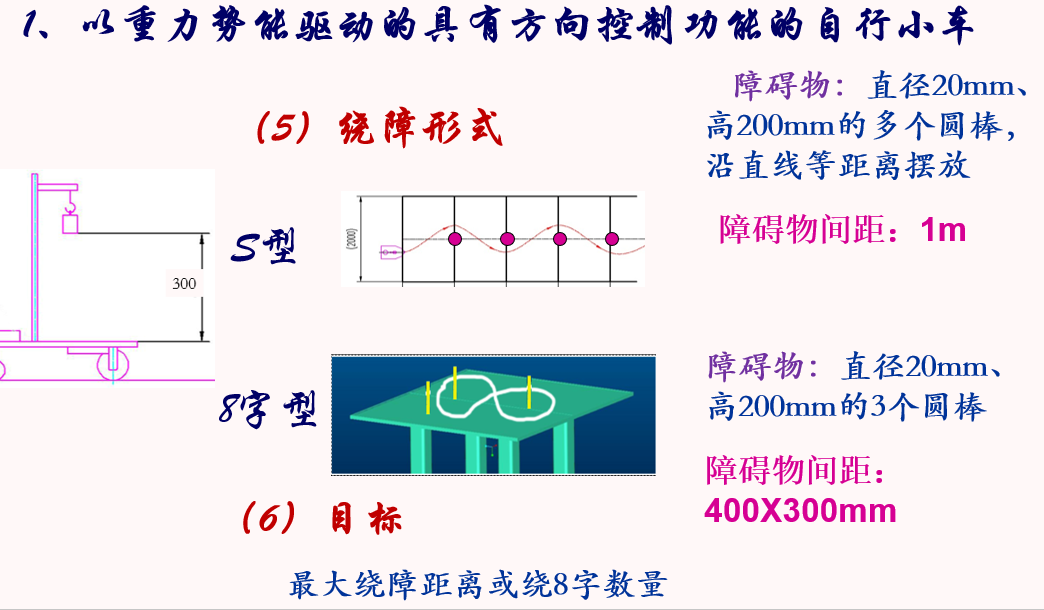 1、以重力势能驱动的具有方向控制功能的自行小车
(5) 绕障形式
障碍物：直径20mm、
高200mm的多个圆棒，
沿直线等距离摆放
障碍物间距：1m
S型
(2000)
300
8字 型
障碍物：直径20mm、
高200mm的3个圆棒
障碍物间距：
400X300mm
(6) 目标
最大绕障距离或绕8字数量